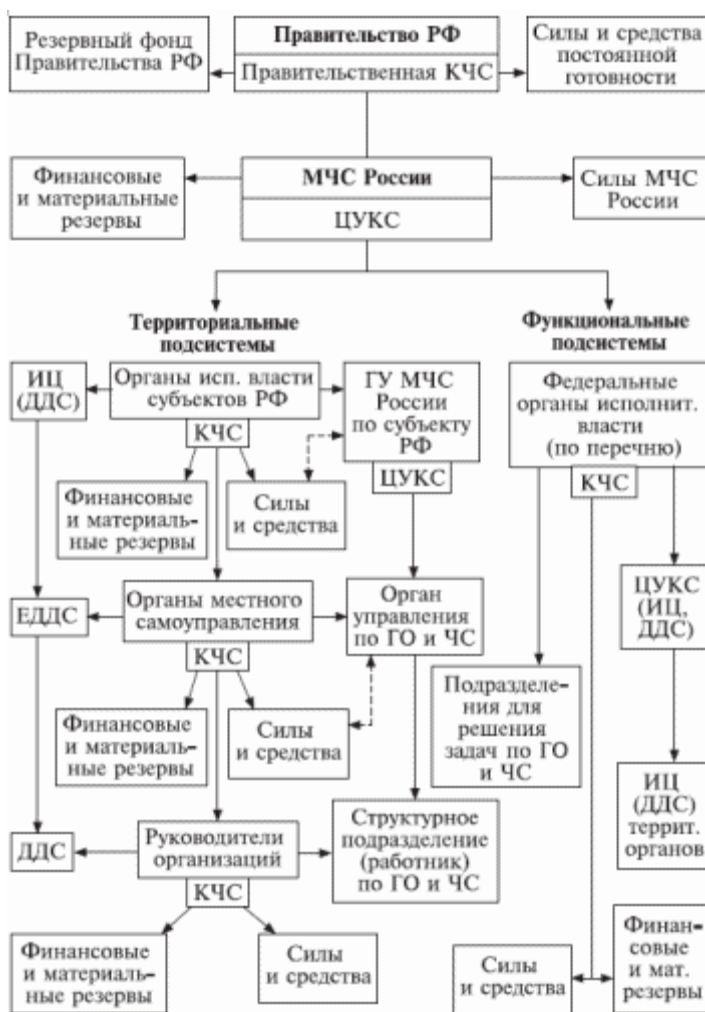 Резервный фонд
Правительства РФ
Правительство РФ
Правительственная КЧС
Силы и средства
постоянной
готовности
Финансовые
и материальные
резервы
МЧС России
ЦУКС
Силы МЧС
России
Территориальные
подсистемы
Функциональные
подсистемы
ИЦ
(ДДС)
Органы исп. власти
субъектов РФ
КЧС
ГУ МЧС
России
по субъекту
РФ
ЦУКС
Федеральные
органы исполнит.
власти
(по перечню)
КЧС
Финансовые
и материаль-
ные резервы
Силы
и средства
ЕДДС
Органы местного
самоуправления
КЧС
Орган
управления
по ГО и ЧС
ЦУКС
(ИЦ,
ДДС)
Финансовые
и материаль-
ные резервы
Силы
и средства
Подразделе-
ния для
решения
задач по ГО
и ЧС
ДДС
Руководители
организаций
КЧС
Структурное
подразделение
(работник)
по ГО и ЧС
ИЦ
(ДДС)
террит.
органов
Финансовые
и материаль-
ные резервы
Силы
и средства
Силы
и средства
Финан-
совые
и мат.
резервы